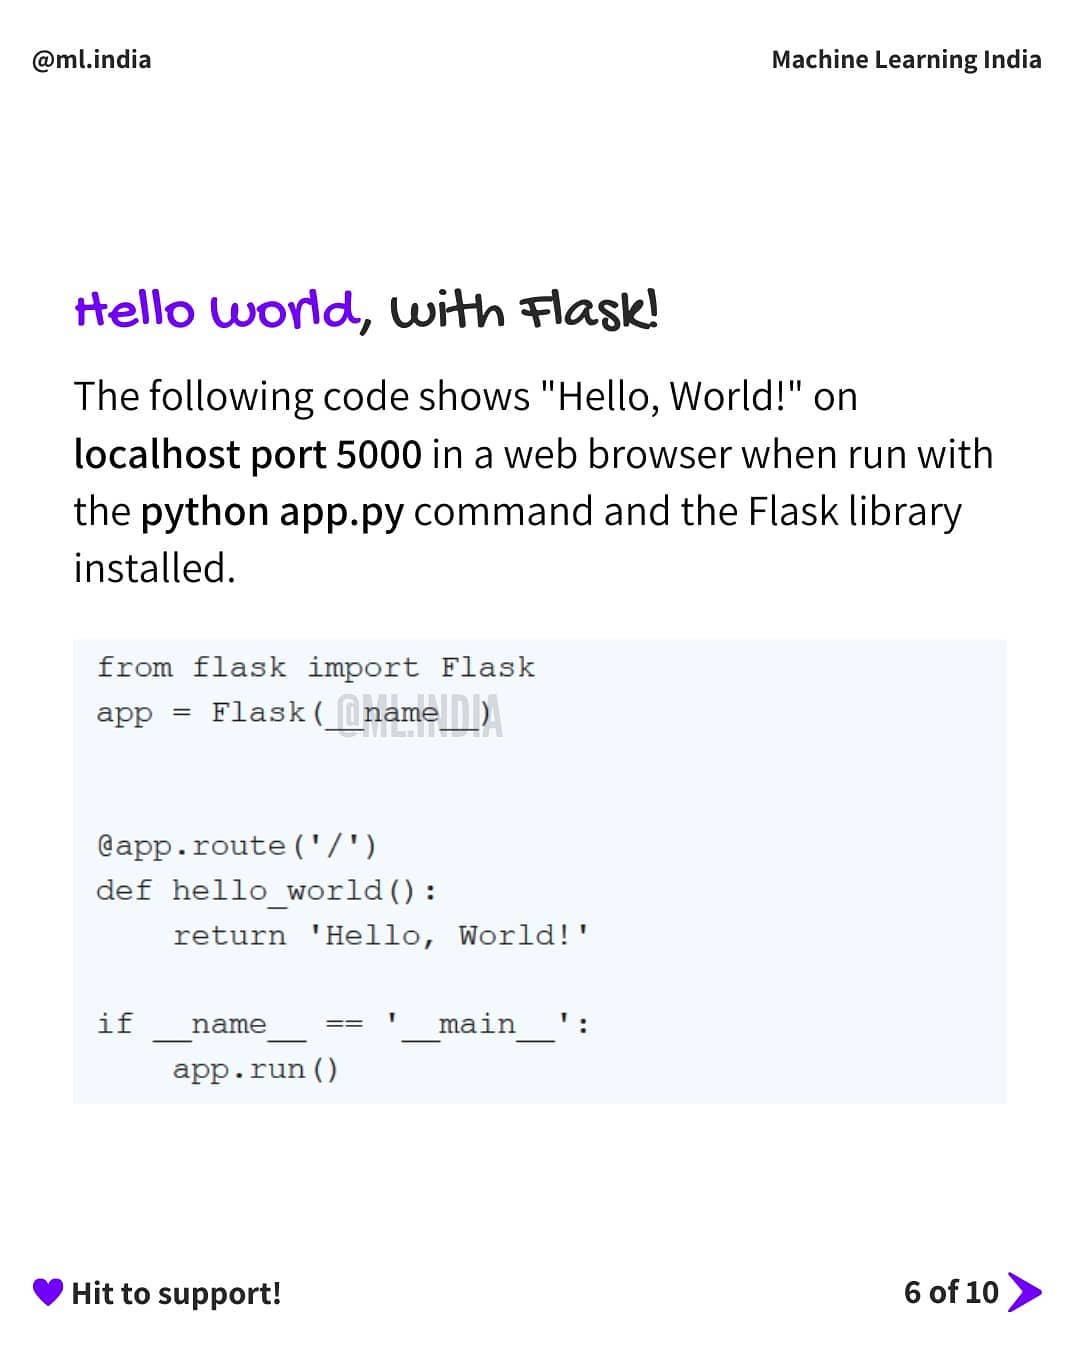 @ml.india
Machine Learning India
Hello world, with Flask!
The following code shows "Hello, World!" on
localhost port 5000 in a web browser when run with
the python app.py command and the Flask library
installed.
from flask import Flask
app = Flask(__name__)
@ML.INDIA
@app.route('/')
def hello_world():
    return 'Hello, World!'
if __name__ == '__main__':
    app.run()
Hit to support!
6 of 10